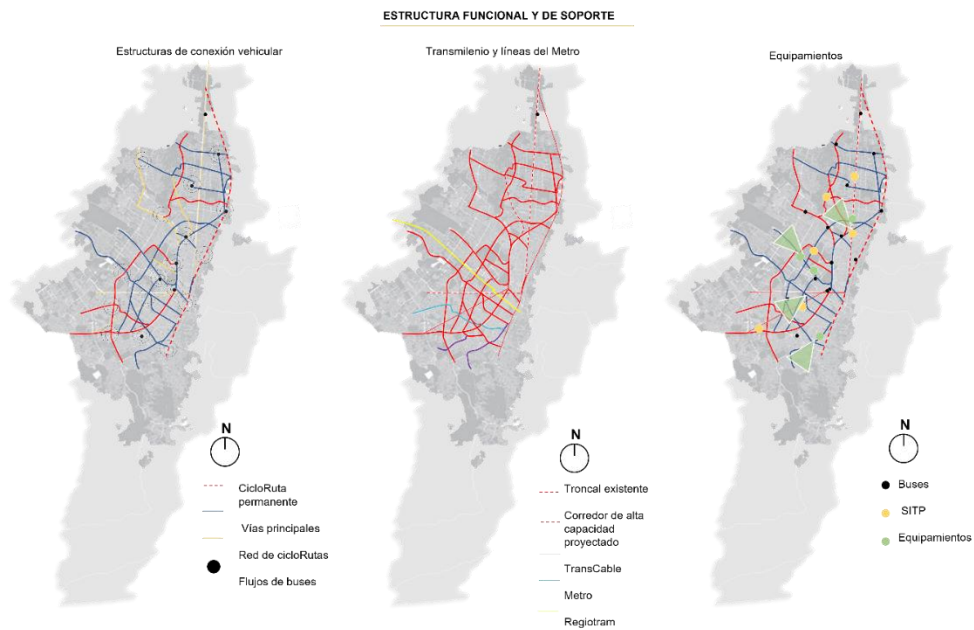 ESTRUCTURA FUNCIONAL Y DE SOPORTE
Estructuras de conexión vehicular
N
CicloRuta
permanente
Vías principales
Red de cicloRutas
Flujos de buses
Transmilenio y líneas del Metro
N
Troncal existente
Corredor de alta
capacidad
proyectado
TransCable
Metro
Registram
Equipamientos
N
Buses
SITP
Equipamientos